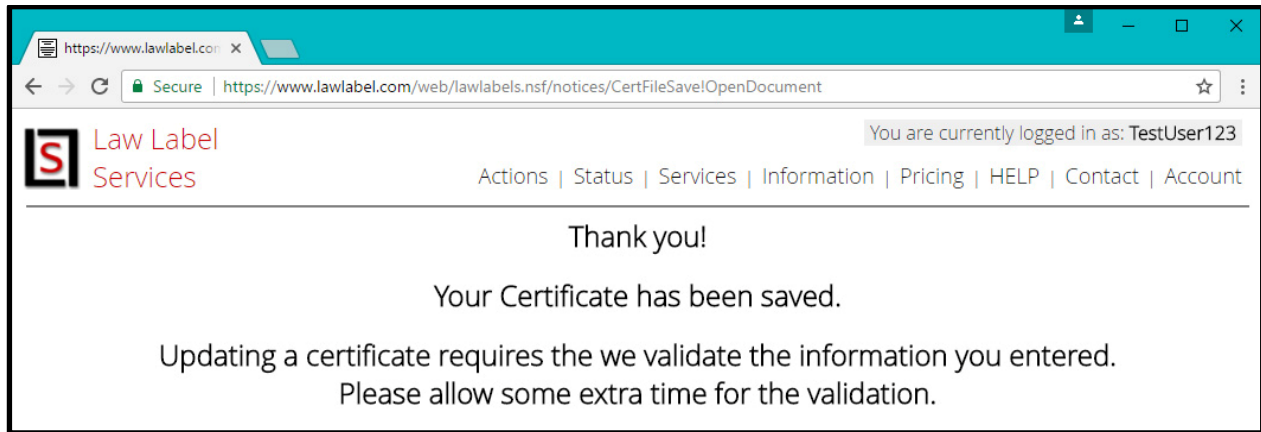 https://www.lawlabel.con
Secure | https://www.lawlabel.com/web/lawlabels.nsf/notices/CertFileSave!OpenDocument
LS Law Label
Services
You are currently logged in as: TestUser123
Actions | Status | Services | Information | Pricing | HELP | Contact | Account
Thank you!
Your Certificate has been saved.
Updating a certificate requires the we validate the information you entered.
Please allow some extra time for the validation.